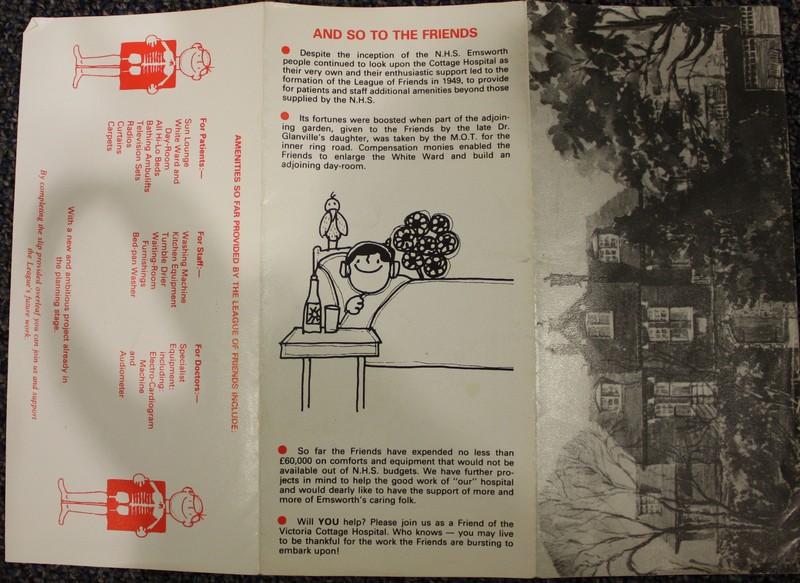 AND SO TO THE FRIENDS
Despite the inception of the N.H.S. Emsworth
people continued to look upon the Cottage Hospital as
their very own and their enthusiastic support led to the
formation of the League of Friends in 1949, to provide
for patients and staff additional amenities beyond those
supplied by the N.H.S.
Its fortunes were boosted when part of the adjoin-
ing garden, given to the Friends by the late Dr.
Glanville's daughter, was taken by the M.O.T. for the
inner ring road. Compensation monies enabled the
Friends to enlarge the White Ward and build an
adjoining day-room.
So far the Friends have expended no less than
£60,000 on comforts and equipment that would not be
available out of N.H.S. budgets. We have further pro-
jects in mind to help the good work of "our" hospital
and would dearly like to have the support of more and
more of Emsworth's caring folk.
Will YOU help? Please join us as a Friend of the
Victoria Cottage Hospital. Who knows — you may live
to be thankful for the work the Friends are bursting to
embark upon!
AMENITIES SO FAR PROVIDED BY THE LEAGUE OF FRIENDS INCLUDE:
For Patients:—
Sun Lounge
White Ward and
Day-Room
All Hi-Lo Beds
Bathing Ambulifts
Television Sets
Radios
Curtains
Carpets
For Staff:—
Washing Machine
Kitchen Equipment
Tumble Drier
Waiting-Room
Furnishings
Bed-pan Washer
For Doctors:—
Specialist
Equipment:
including:
Electro-Cardiogram
Machine
and
Audiometer
With a new and ambitious project already in
the planning stage.
By completing the slip provided overleaf you can join us and support
the League's future work.